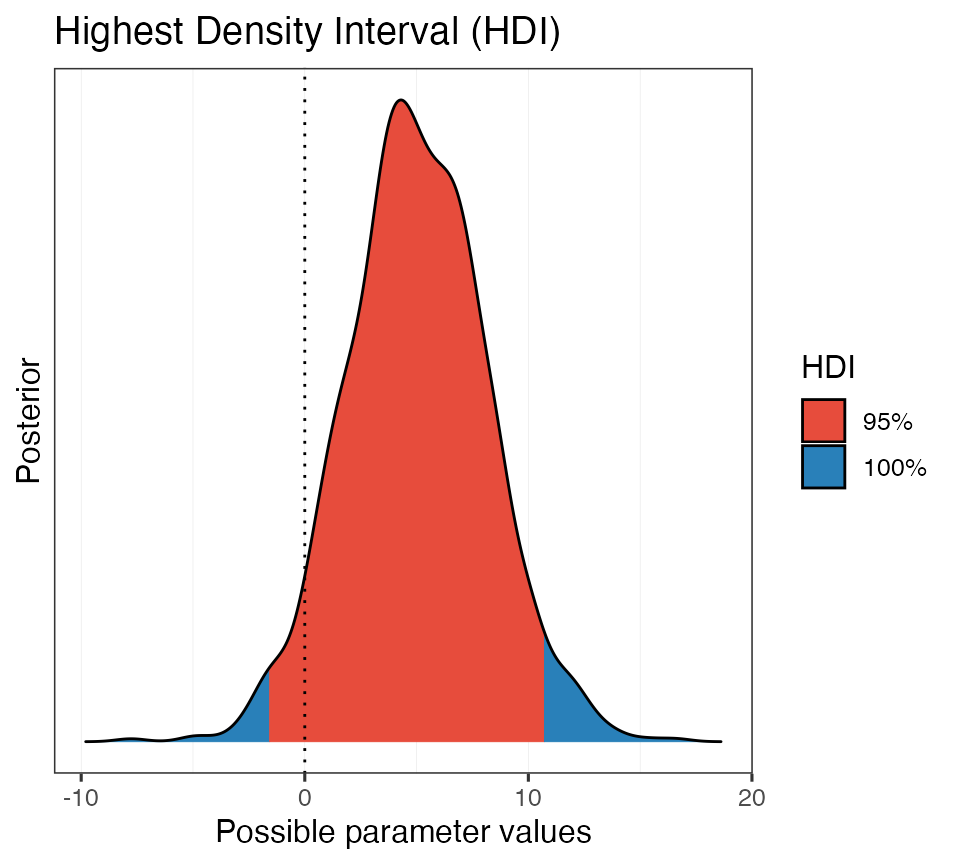 Highest Density Interval (HDI)
Posterior
HDI
95%
100%
-10
0
10
20
Possible parameter values